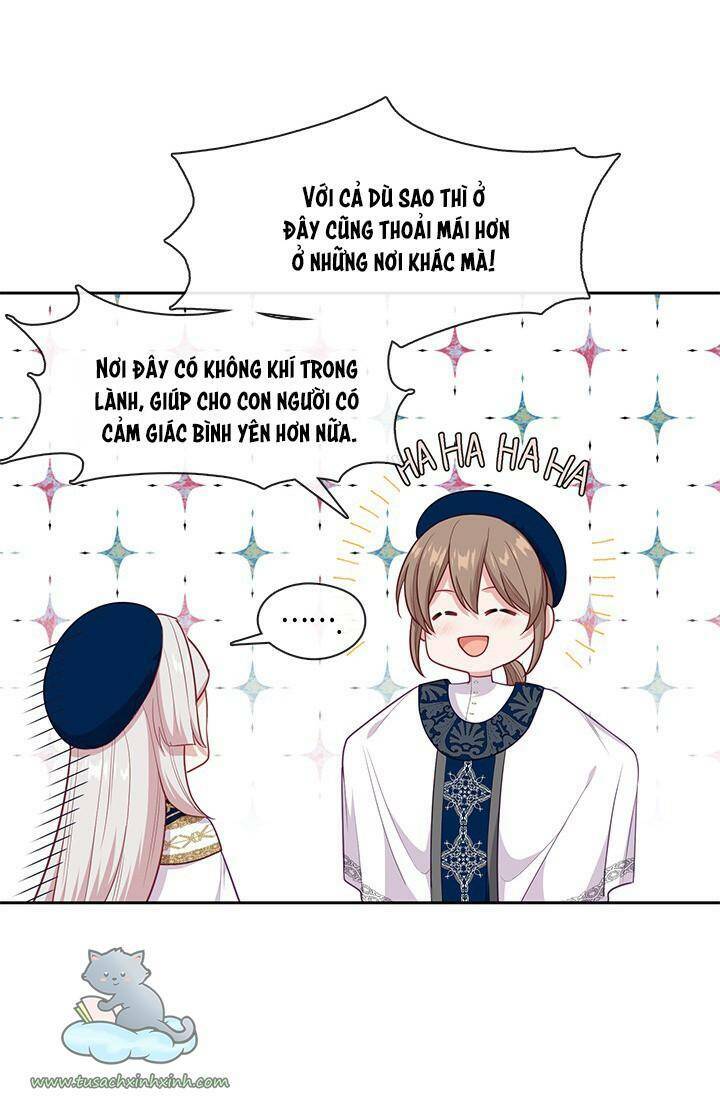 VỚI CẢ DÙ SAO THÌ Ở
ĐÂY CŨNG THOẢI MÁI HƠN
Ở NHỮNG NƠI KHÁC MÀ!
NƠI ĐÂY CÓ KHÔNG KHÍ TRONG
LÀNH, GIÚP CHO CON NGƯỜI CÓ
CẢM GIÁC BÌNH YÊN HƠN NỮA.
HA HA HA HA
.......
www.tusachxinhxinh.com